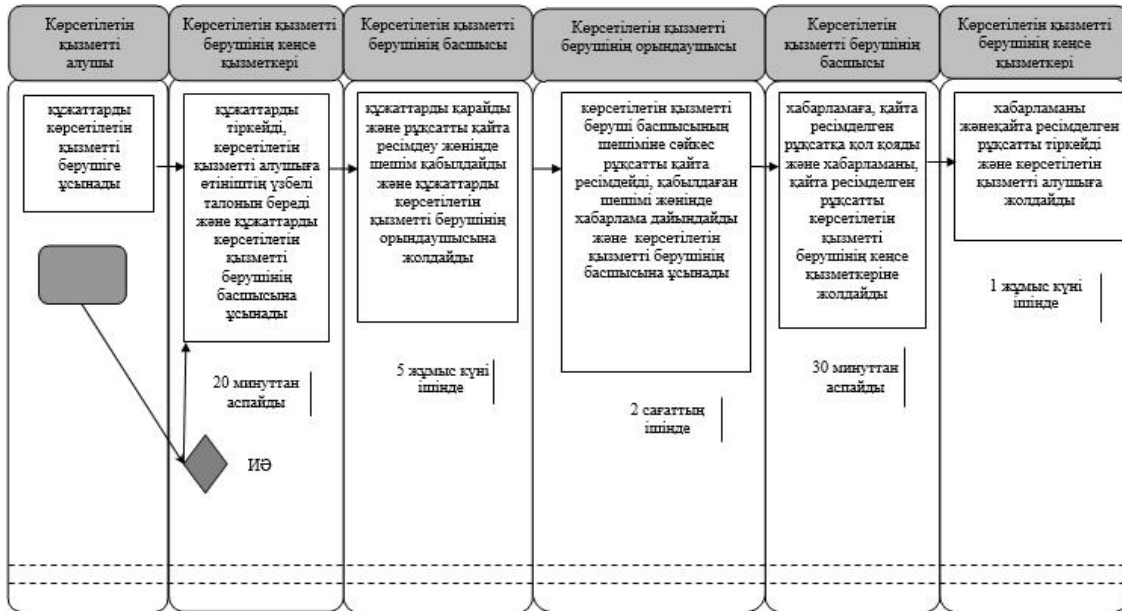 Көрсетілетін
қызметті
алушы
Көрсетілетін қызметті
берушінің кеңсе
қызметкері
Көрсетілетін қызметті
берушінің басшысы
Көрсетілетін қызметті
берушінің орындаушысы
Көрсетілетін
қызметті берушінің
басшысы
Көрсетілетін қызметті
берушінің кеңсе
қызметкері
құжаттарды
көрсетілетін
қызметті
берушіге
ұсынады
құжаттарды
тіркейді,
көрсетілетін
қызметті алушыға
өтініштің үзбелі
талонын береді
және құжаттарды
көрсетілетін
қызметті
берушінің
басшысына
ұсынады
құжаттарды қарайды
және рұқсатты қайта
ресімдеу жөнінде
шешім қабылдайды
және құжаттарды
көрсетілетін
қызметті берушінің
орындаушысына
жолдайды
көрсетілетін қызметті
беруші басшысының
шешіміне сәйкес
рұқсатты қайта
ресімдейді, қабылдаған
шешімі жөнінде
хабарлама дайындайды
және көрсетілетін
қызметті берушінің
басшысына ұсынады
хабарламаға, қайта
ресімделген
рұқсатқа қол қояды
және хабарламаны,
қайта ресімделген
рұқсатты
көрсетілетін
қызметті
берушінің кеңсе
қызметкеріне
жолдайды
хабарламаны
жәнеқайта ресімделген
рұқсатты тіркейді
және көрсетілетін
қызметті алушыға
жолдайды
20 минуттан
аспайды
5 жұмыс күні
ішінде
2 сағаттың
ішінде
30 минуттан
аспайды
1 жұмыс күні
ішінде
ИӘ